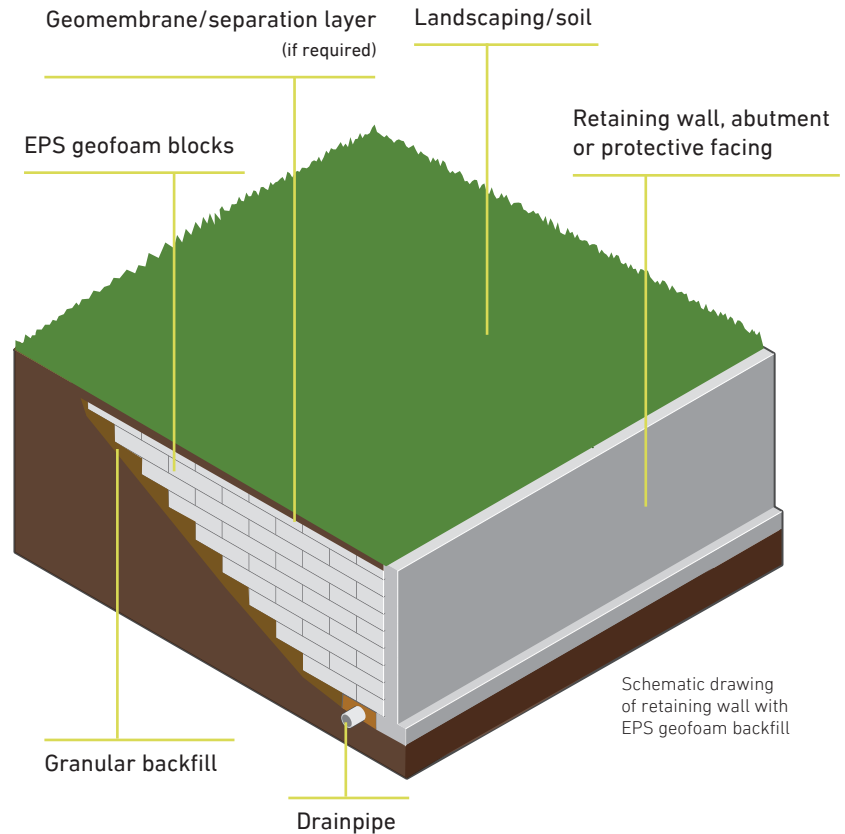 Geomembrane/separation layer
(if required)
Landscaping/soil
EPS geofoam blocks
Retaining wall, abutment
or protective facing
Schematic drawing
of retaining wall with
EPS geofoam backfill
Granular backfill
Drainpipe